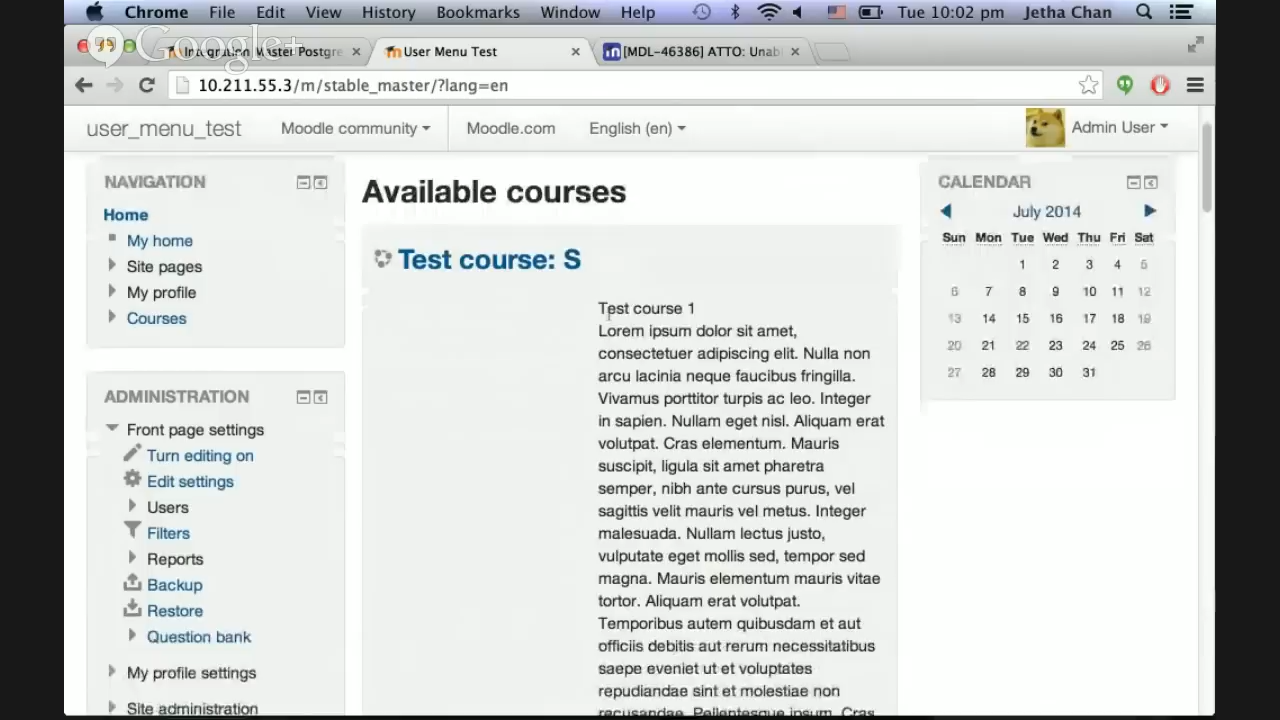 Chrome File Edit View History Bookmarks Window Help Tue 10:02 pm Jetha Chan
Google+
Integration Master Postgre
User Menu Test
[MDL-46386] ATTO: Unab
10.211.55.3/m/stable_master/?lang=en
user_menu_test Moodle community Moodle.com English (en) Admin User
NAVIGATION
Home
My home
Site pages
My profile
Courses
ADMINISTRATION
Front page settings
Turn editing on
Edit settings
Users
Filters
Reports
Backup
Restore
Question bank
My profile settings
Site administration
Available courses
Test course: S
Test course 1
Lorem ipsum dolor sit amet,
consectetuer adipiscing elit. Nulla non
arcu lacinia neque faucibus fringilla.
Vivamus porttitor turpis ac leo. Integer
in sapien. Nullam eget nisl. Aliquam erat
volutpat. Cras elementum. Mauris
suscipit, ligula sit amet pharetra
semper, nibh ante cursus purus, vel
sagittis velit mauris vel metus. Integer
malesuada. Nullam lectus justo,
vulputate eget mollis sed, tempor sed
magna. Mauris elementum mauris vitae
tortor. Aliquam erat volutpat.
Temporibus autem quibusdam et aut
officiis debitis aut rerum necessitatibus
saepe eveniet ut et voluptates
repudiandae sint et molestiae non
recusandae. Pellentesque ipsum. Cras
CALENDAR
July 2014
Sun Mon Tue Wed Thu Fri Sat
1 2 3 4 5
6 7 8 9 10 11 12
13 14 15 16 17 18 19
20 21 22 23 24 25 26
27 28 29 30 31